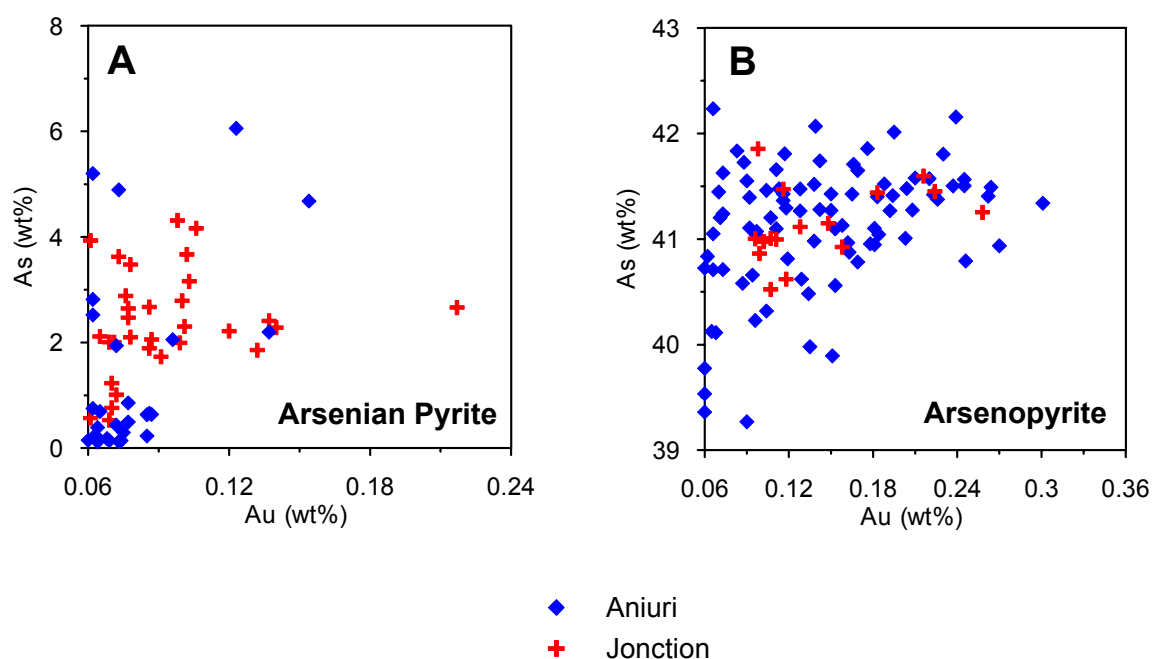 A
As (wt%)
8
6
4
2
0
Arsenian Pyrite
0.06 0.12 0.18 0.24
Au (wt%)
B
As (wt%)
43
42
41
40
39
Arsenopyrite
0.06 0.12 0.18 0.24 0.3 0.36
Au (wt%)
Aniuri
Jonction